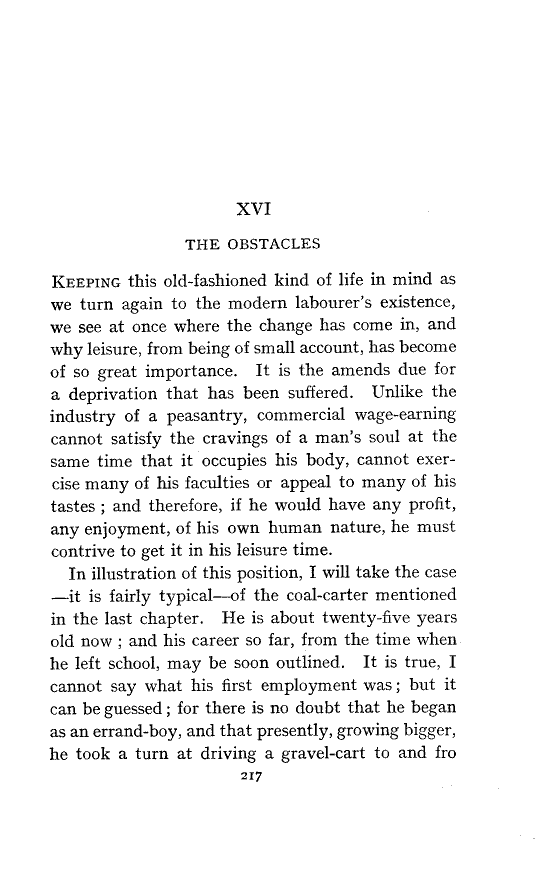 XVI
THE OBSTACLES
KEEPING this old-fashioned kind of life in mind as
we turn again to the modern labourer's existence,
we see at once where the change has come in, and
why leisure, from being of small account, has become
of so great importance. It is the amends due for
a deprivation that has been suffered. Unlike the
industry of a peasantry, commercial wage-earning
cannot satisfy the cravings of a man's soul at the
same time that it occupies his body, cannot exer-
cise many of his faculties or appeal to many of his
tastes ; and therefore, if he would have any profit,
any enjoyment, of his own human nature, he must
contrive to get it in his leisure time.
In illustration of this position, I will take the case
—it is fairly typical—of the coal-carter mentioned
in the last chapter. He is about twenty-five years
old now ; and his career so far, from the time when
he left school, may be soon outlined. It is true, I
cannot say what his first employment was ; but it
can be guessed ; for there is no doubt that he began
as an errand-boy, and that presently, growing bigger,
he took a turn at driving a gravel-cart to and fro
217